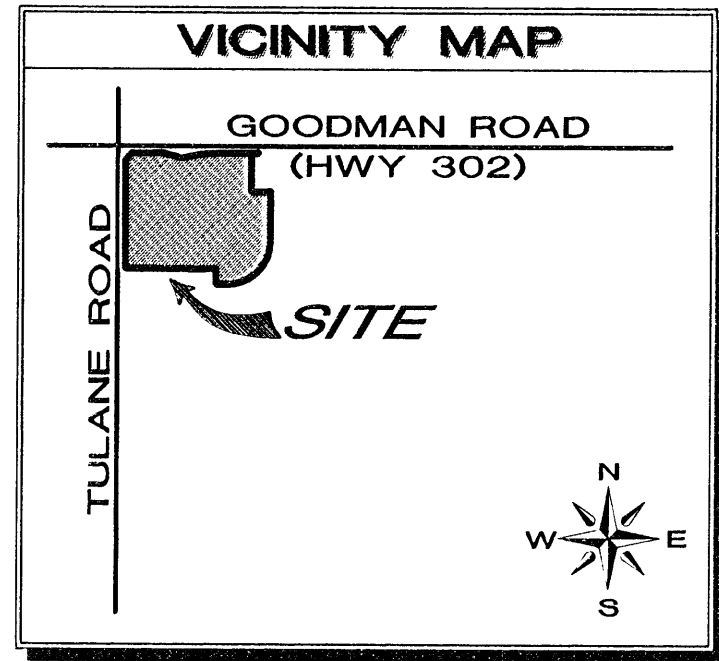 VICINITY MAP
GOODMAN ROAD
(HWY 302)
TULANE ROAD
SITE
N
W
E
S